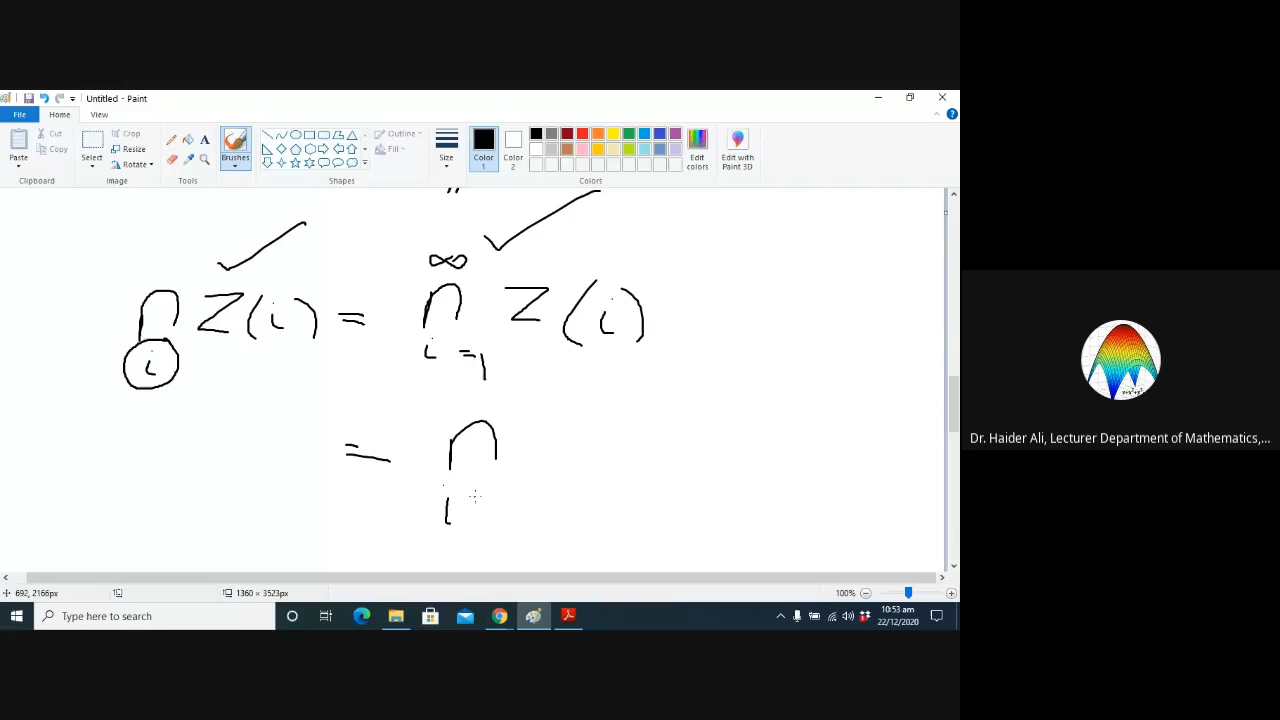 Untitled - Paint
File Home View
Paste
Cut
Copy
Clipboard
Select
Crop
Resize
Rotate
Image
Tools
Brushes
Outline
Fill
Shapes
Size
Color 1
Color 2
Edit colors
Colors
Edit with Paint 3D
"
∞
∩ Z(i) = ∩ Z(i)
i i =1
= ∩
i
Dr. Haider Ali, Lecturer Department of Mathematics,...
692, 2166px
1360 × 3523px
100%
Type here to search
10:53 am
22/12/2020